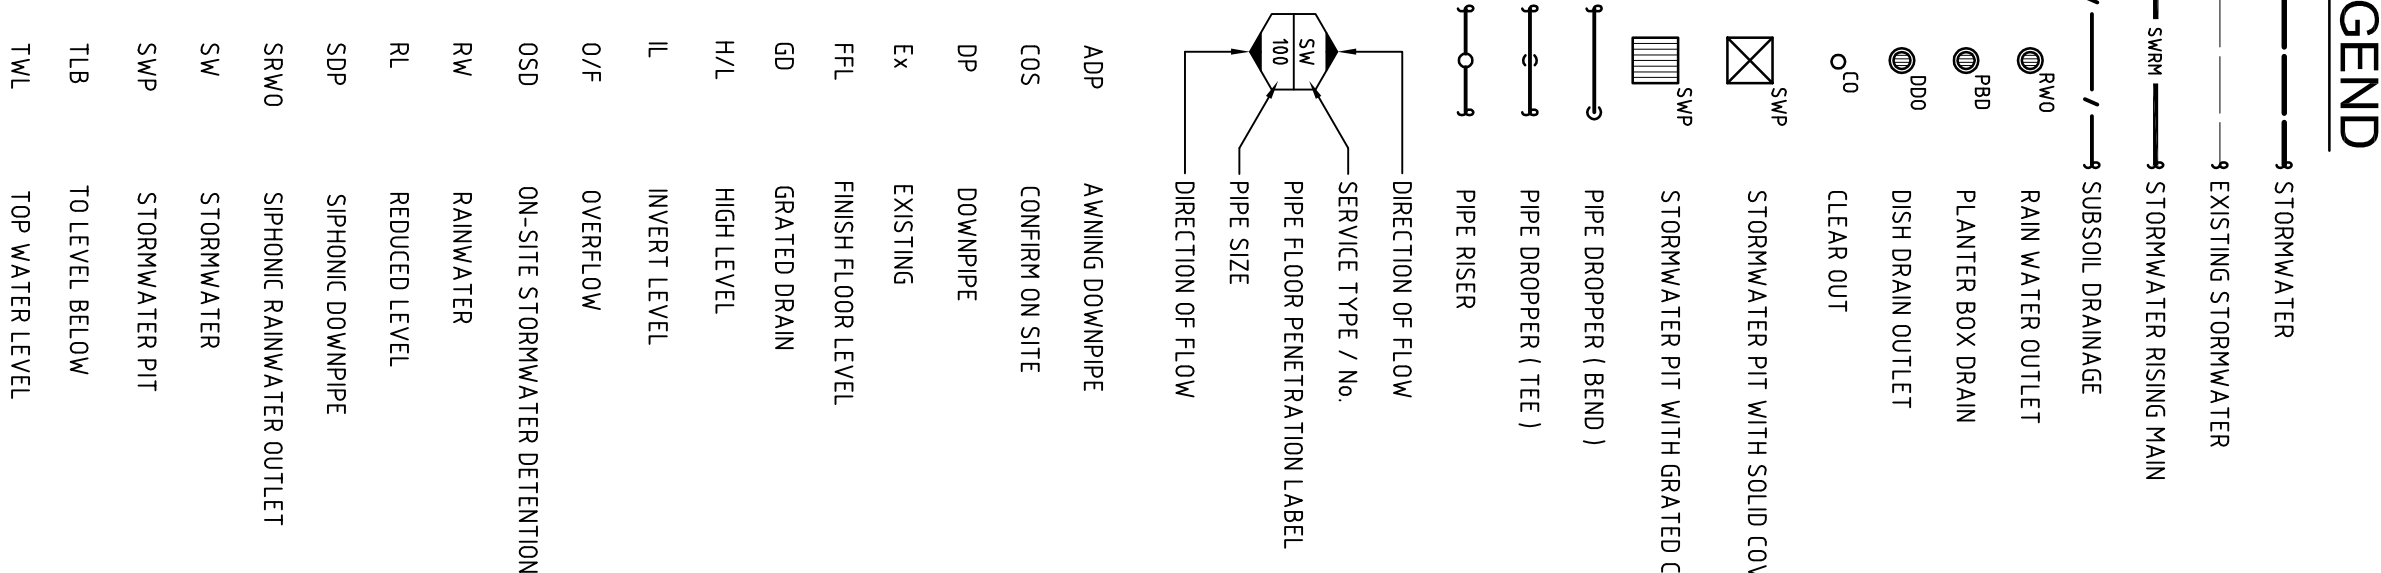 GEND
STORMWATER
EXISTING STORMWATER
SWRM STORMWATER RISING MAIN
SUBSOIL DRAINAGE
RWO RAIN WATER OUTLET
PBD PLANTER BOX DRAIN
DDO DISH DRAIN OUTLET
CO CLEAR OUT
SWP STORMWATER PIT WITH SOLID COV
SWP STORMWATER PIT WITH GRATED C
PIPE DROPPER ( BEND )
PIPE DROPPER ( TEE )
PIPE RISER
DIRECTION OF FLOW
SERVICE TYPE / No.
SW
100
PIPE FLOOR PENETRATION LABEL
PIPE SIZE
DIRECTION OF FLOW
ADP AWNING DOWNPIPE
COS CONFIRM ON SITE
DP DOWNPIPE
Ex EXISTING
FFL FINISH FLOOR LEVEL
GD GRATED DRAIN
H/L HIGH LEVEL
IL INVERT LEVEL
O/F OVERFLOW
OSD ON-SITE STORMWATER DETENTION
RW RAINWATER
RL REDUCED LEVEL
SDP SIPHONIC DOWNPIPE
SRWO SIPHONIC RAINWATER OUTLET
SW STORMWATER
SWP STORMWATER PIT
TLB TO LEVEL BELOW
TWL TOP WATER LEVEL